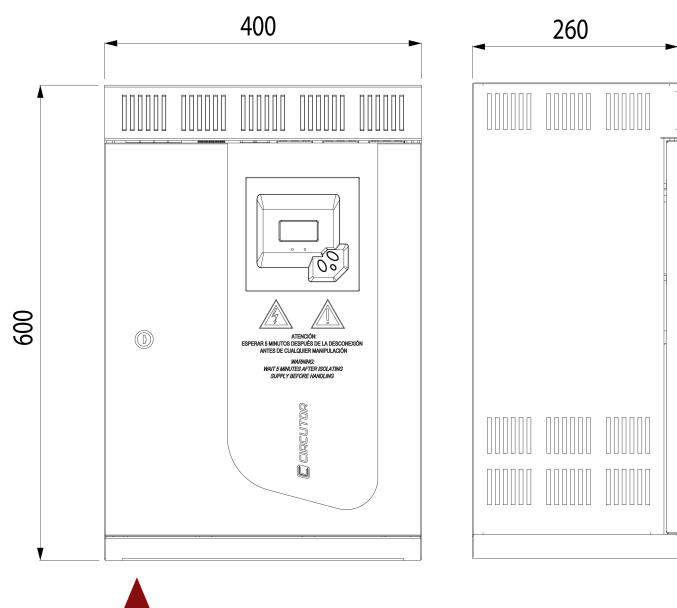 400
260
600
ATENCIÓN:
ESPERAR 5 MINUTOS DESPUÉS DE LA DESCONEXIÓN
ANTES DE CUALQUIER MANIPULACIÓN
WARNING:
WAIT 5 MINUTES AFTER ISOLATING
SUPPLY BEFORE HANDLING
CIRCUTOR